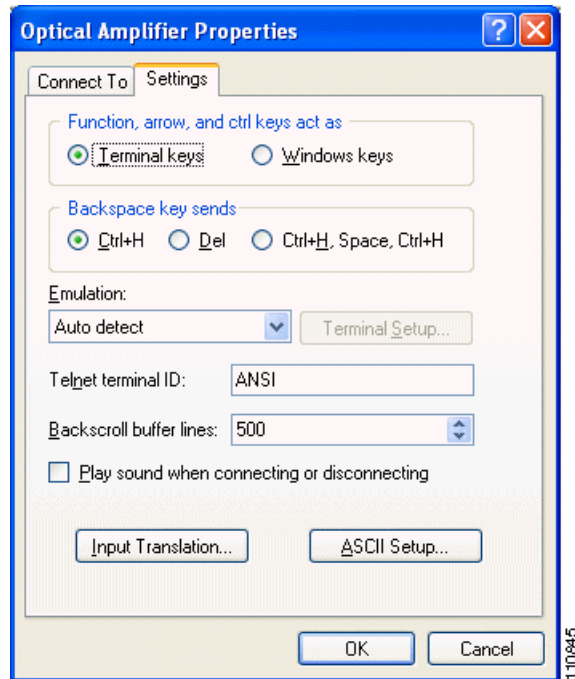 Optical Amplifier Properties
Connect To Settings
Function, arrow, and ctrl keys act as
Terminal keys Windows keys
Backspace key sends
Ctrl+H Del Ctrl+H, Space, Ctrl+H
Emulation:
Auto detect Terminal Setup...
Telnet terminal ID: ANSI
Backscroll buffer lines: 500
Play sound when connecting or disconnecting
Input Translation... ASCII Setup...
OK Cancel
110845